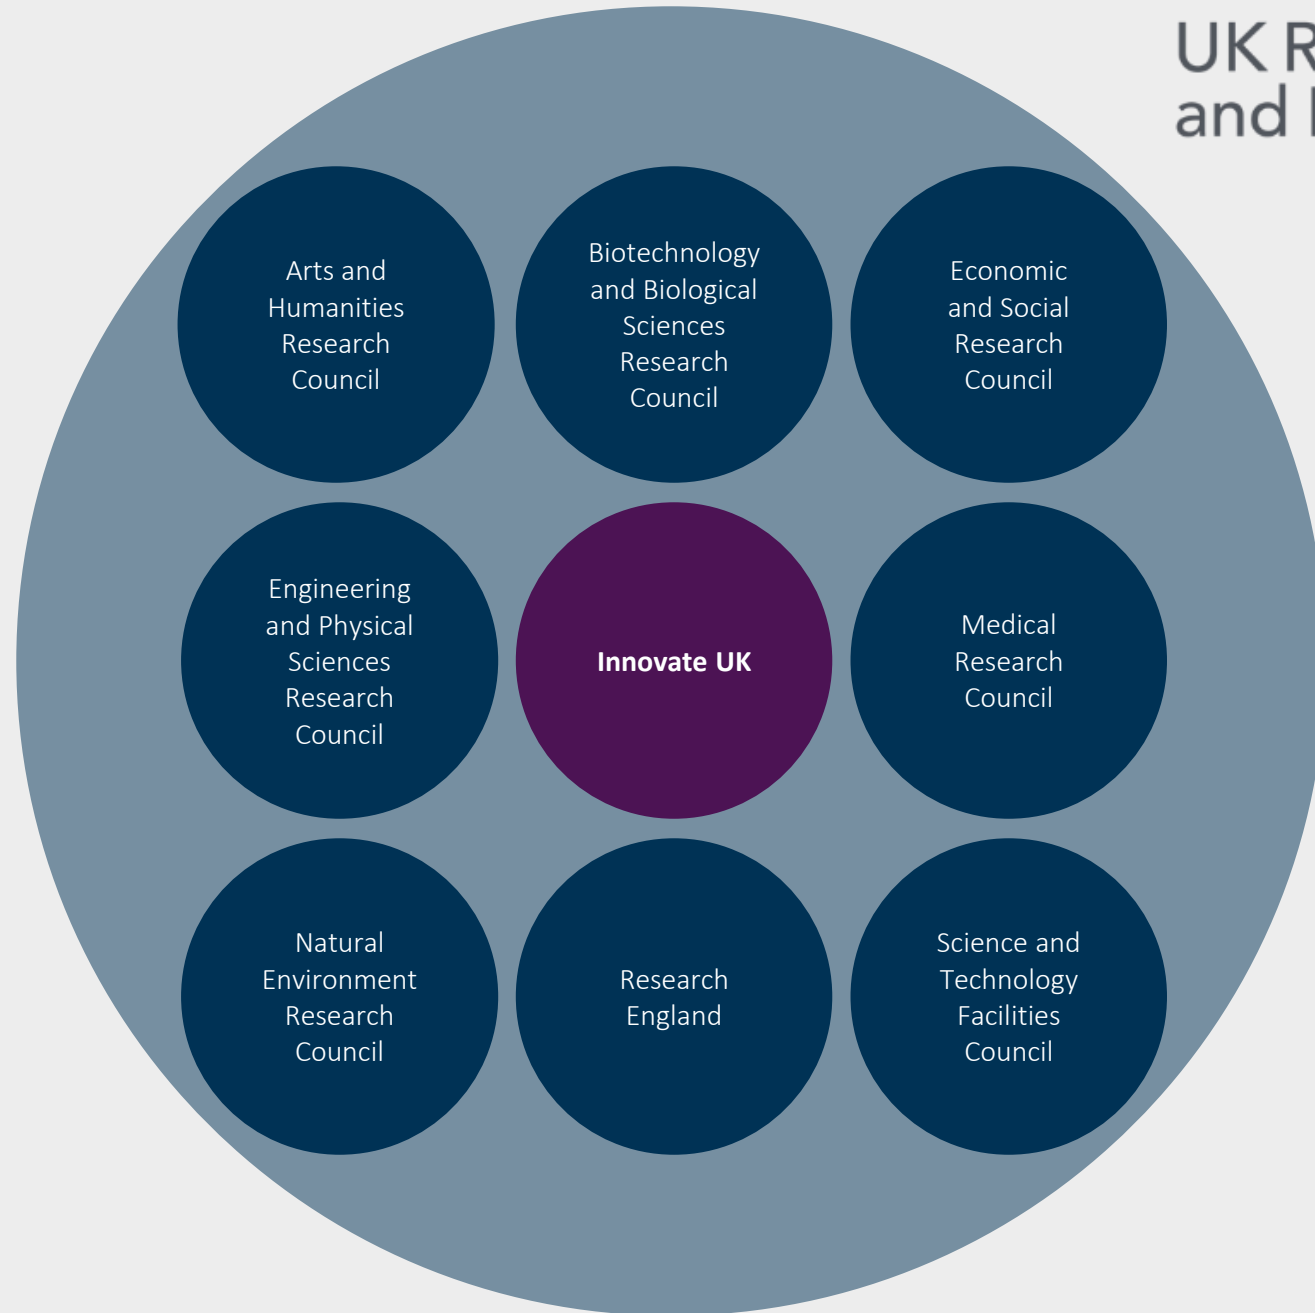 UK R
and I
Arts and
Humanities
Research
Council
Biotechnology
and Biological
Sciences
Research
Council
Economic
and Social
Research
Council
Engineering
and Physical
Sciences
Research
Council
Innovate UK
Medical
Research
Council
Natural
Environment
Research
Council
Research
England
Science and
Technology
Facilities
Council